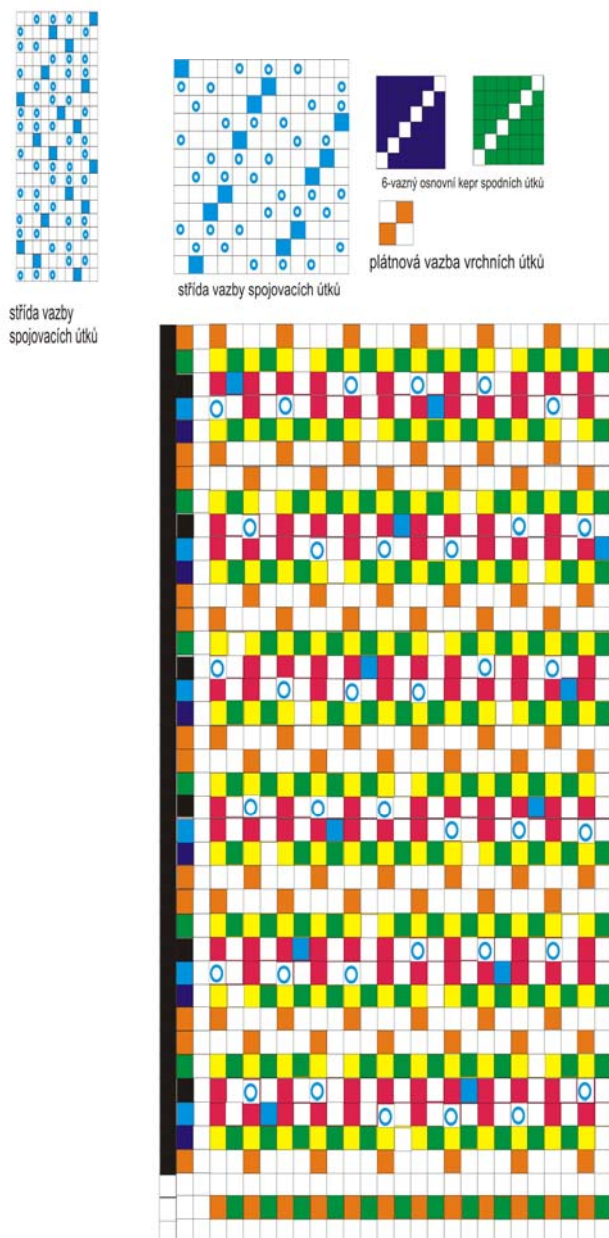 6-vazný osnovní kepr spodních útků
plátnová vazba vrchních útků
střída vazby spojovacích útků
střída vazby
spojovacích útků